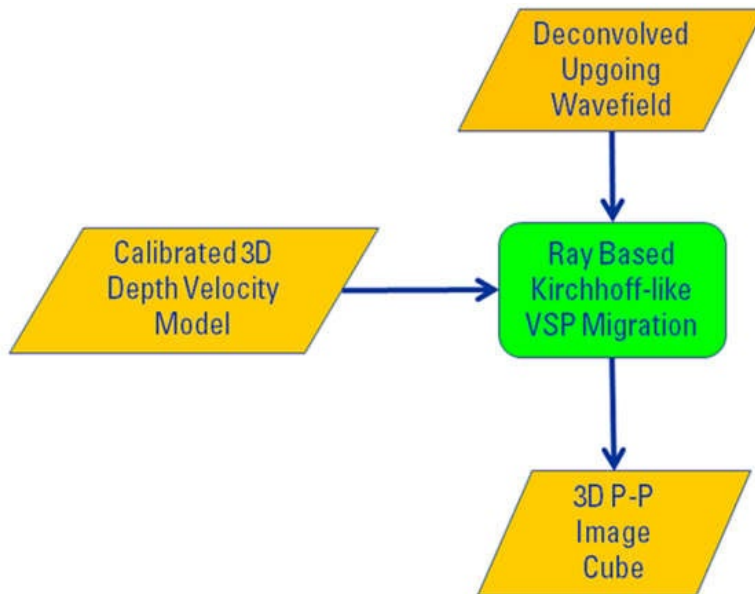 Deconvolved
Upgoing
Wavefield
Calibrated 3D
Depth Velocity
Model
Ray Based
Kirchhoff-like
VSP Migration
3D P-P
Image
Cube